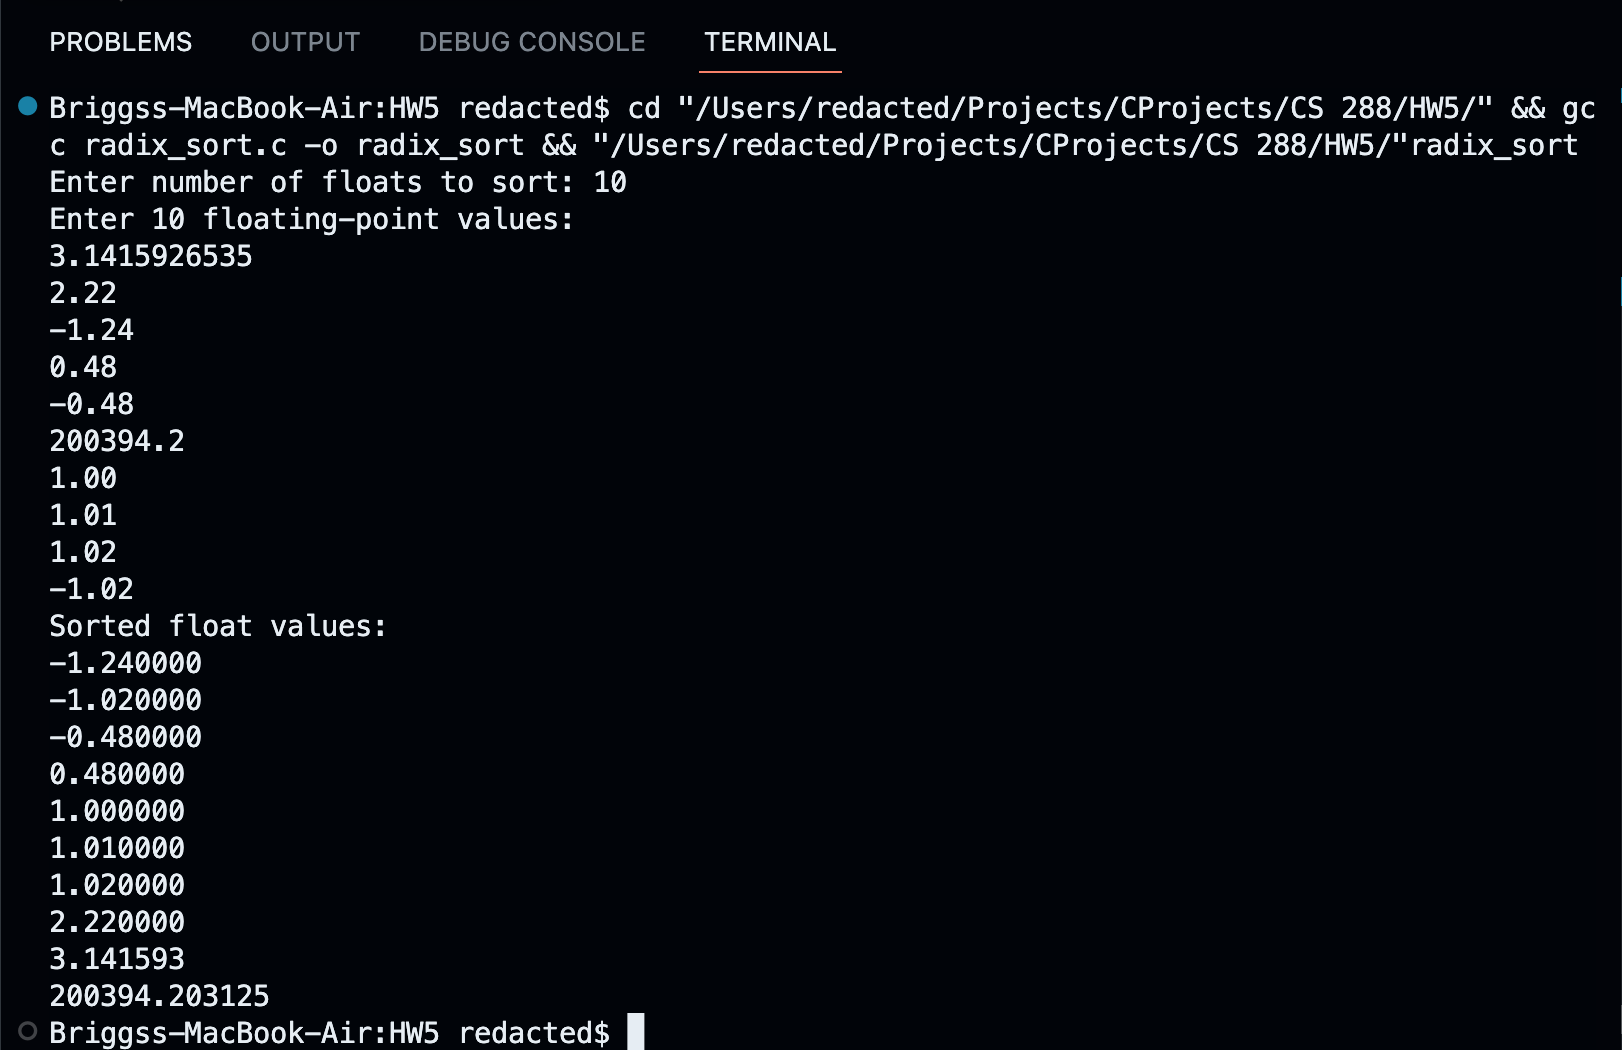 PROBLEMS OUTPUT DEBUG CONSOLE TERMINAL
Briggss-MacBook-Air:HW5 redacted$ cd "/Users/redacted/Projects/CProjects/CS 288/HW5/" && gc
c radix_sort.c -o radix_sort && "/Users/redacted/Projects/CProjects/CS 288/HW5/"radix_sort
Enter number of floats to sort: 10
Enter 10 floating-point values:
3.1415926535
2.22
-1.24
0.48
-0.48
200394.2
1.00
1.01
1.02
-1.02
Sorted float values:
-1.240000
-1.020000
-0.480000
0.480000
1.000000
1.010000
1.020000
2.220000
3.141593
200394.203125
Briggss-MacBook-Air:HW5 redacted$